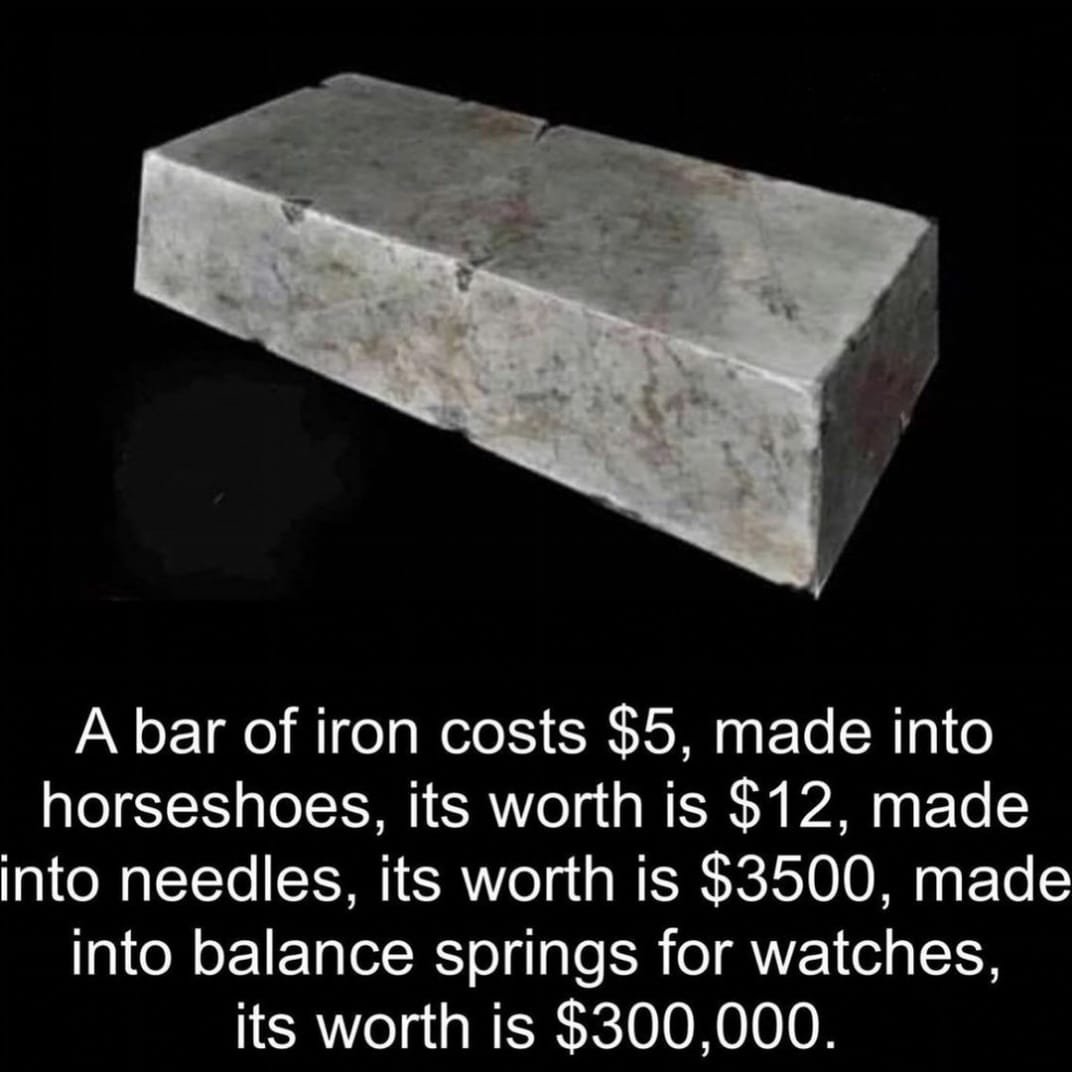 A bar of iron costs $5, made into
horseshoes, its worth is $12, made
into needles, its worth is $3500, made
into balance springs for watches,
its worth is $300,000.